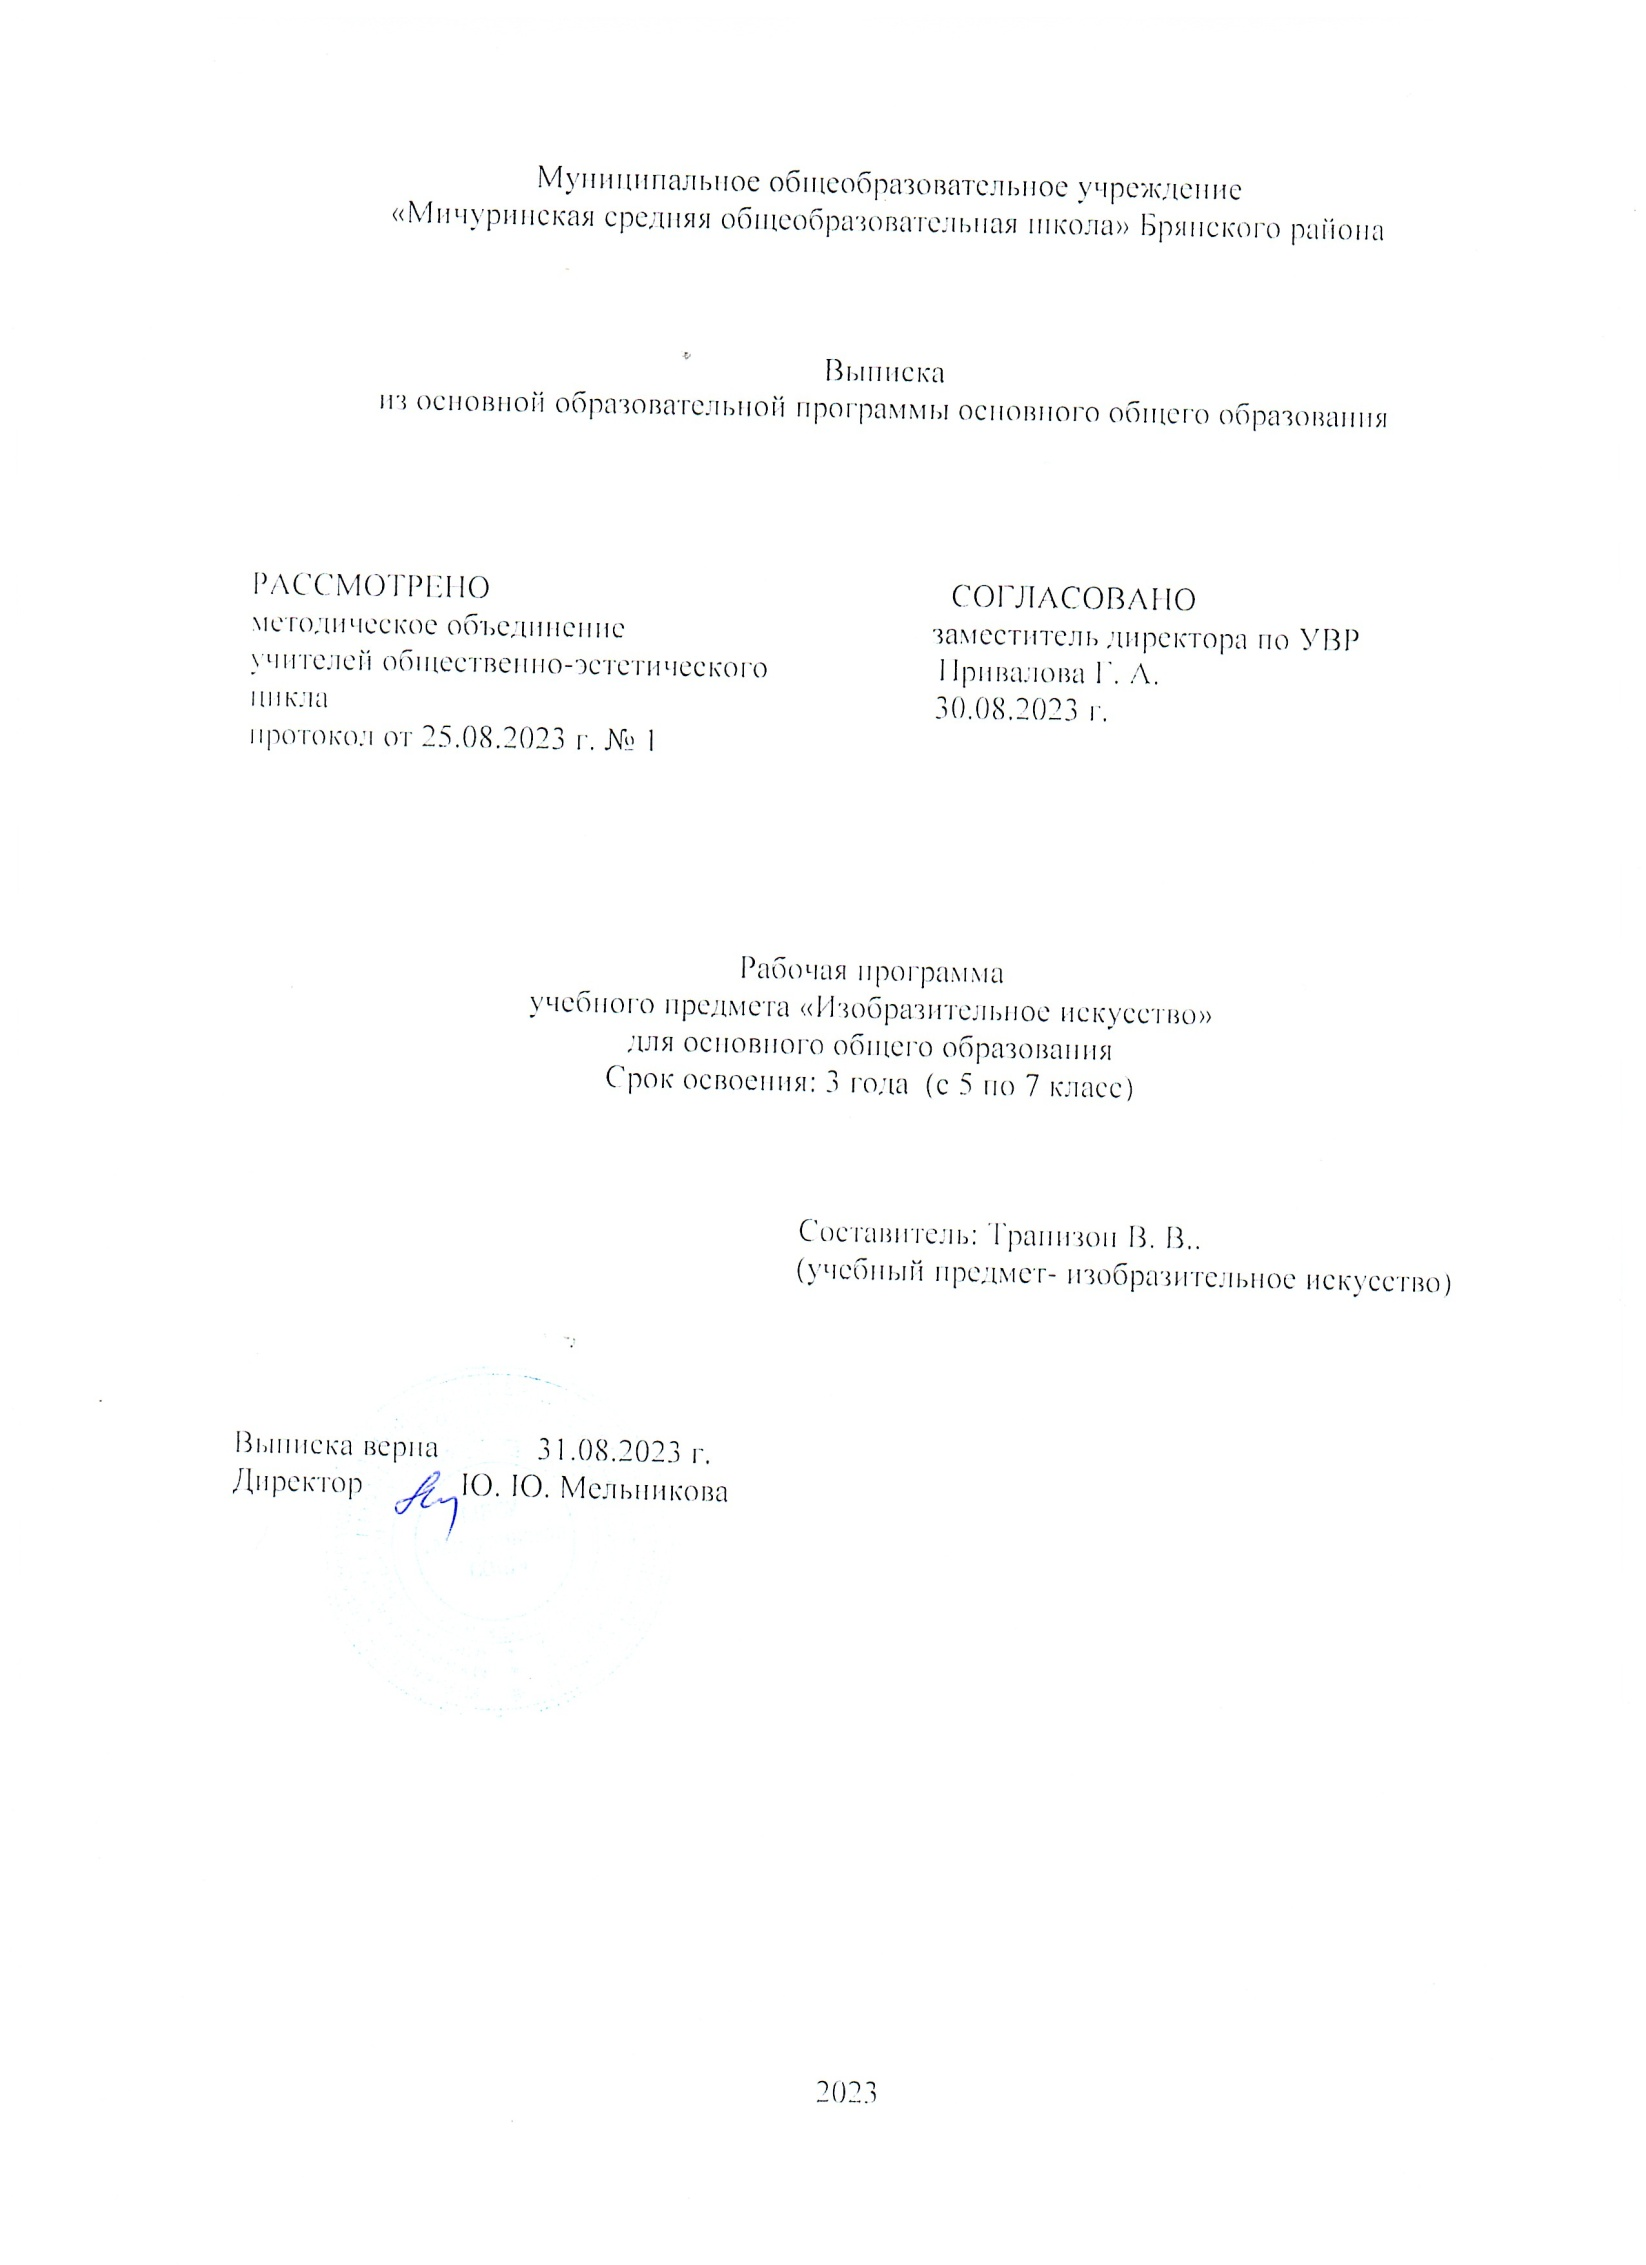 Муниципальное общеобразовательное учреждение
«Мичуринская средняя общеобразовательная школа» Брянского района
Выписка
из основной образовательной программы основного общего образования
РАССМОТРЕНО
методическое объединение
учителей общественно-эстетического
цикла
протокол от 25.08.2023 г. № 1
СОГЛАСОВАНО
заместитель директора по УВР
Привалова Г. А.
30.08.2023 г.
Рабочая программа
учебного предмета «Изобразительное искусство»
для основного общего образования
Срок освоения: 3 года (с 5 по 7 класс)
Составитель: Транизон В. В..
(учебный предмет- изобразительное искусство)
Выписка верна 31.08.2023 г.
Директор Ю. Ю. Мельникова
2023